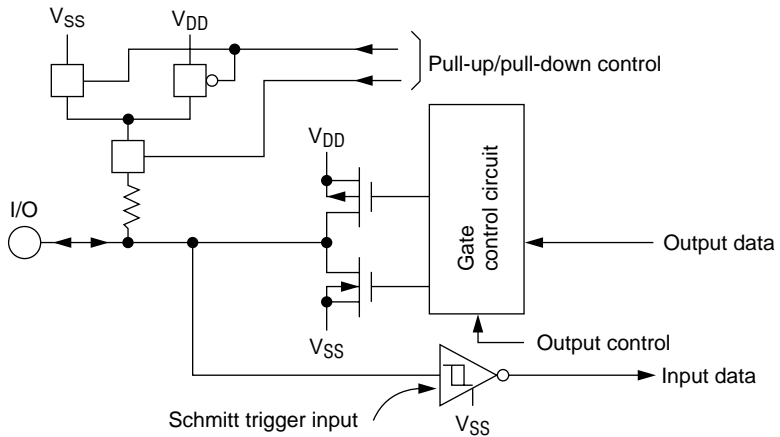 VSS
VDD
Pull-up/pull-down control
VDD
I/O
Gate
control circuit
Output data
VSS
Output control
Input data
Schmitt trigger input
VSS